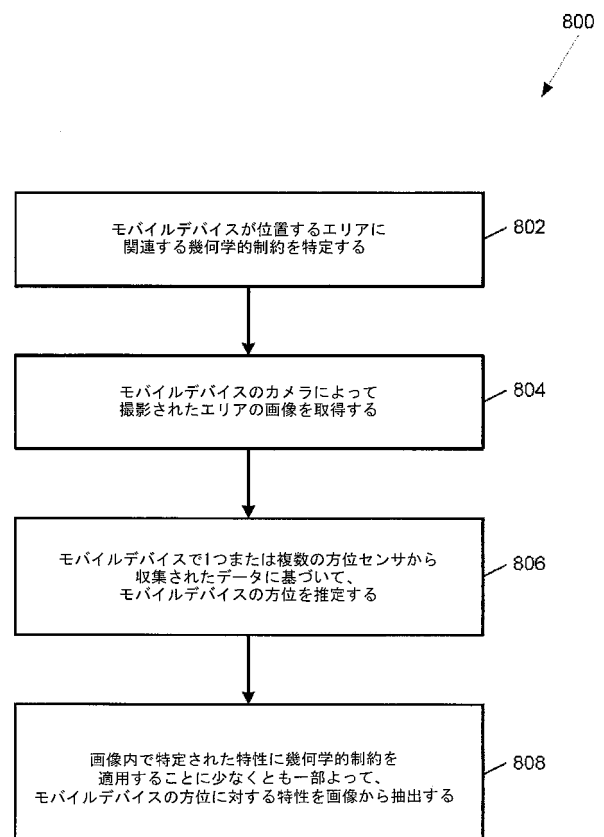 800
モバイルデバイスが位置するエリアに
関連する幾何学的制約を特定する
802
モバイルデバイスのカメラによって
撮影されたエリアの画像を取得する
804
モバイルデバイスで1つまたは複数の方位センサから
収集されたデータに基づいて、
モバイルデバイスの方位を推定する
806
画像内で特定された特性に幾何学的制約を
適用することに少なくとも一部よって、
モバイルデバイスの方位に対する特性を画像から抽出する
808